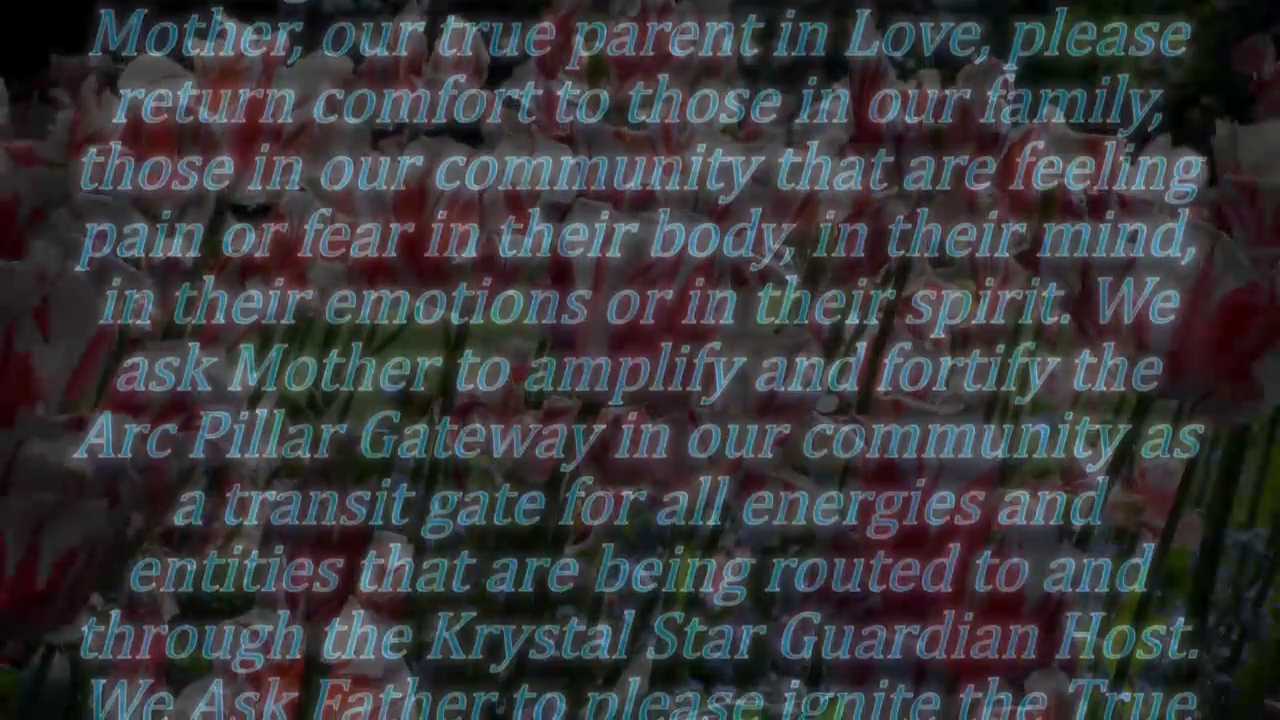 Mother, our true parent in Love, please
return comfort to those in our family,
those in our community that are feeling
pain or fear in their body, in their mind,
in their emotions or in their spirit. We
ask Mother to amplify and fortify the
Arc Pillar Gateway in our community as
a transit gate for all energies and
entities that are being routed to and
through the Krystal Star Guardian Host.
We Ask Father to please ignite the True